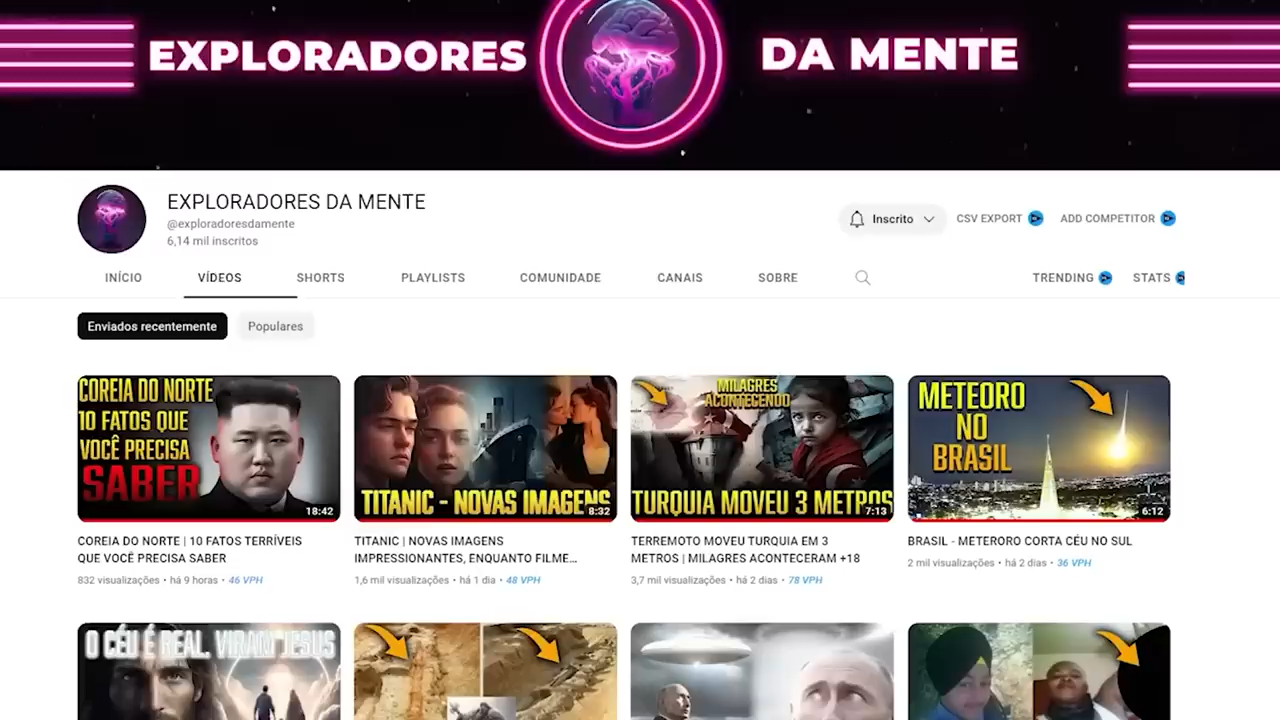 EXPLORADORES DA MENTE
EXPLORADORES DA MENTE
@exploradoresdamente
6,14 mil inscritos
Inscrito
CSV EXPORT
ADD COMPETITOR
INÍCIO
VÍDEOS
SHORTS
PLAYLISTS
COMUNIDADE
CANAIS
SOBRE
TRENDING
STATS
Enviados recentemente
Populares
COREIA DO NORTE
10 FATOS QUE
VOCÊ PRECISA
SABER
18:42
TITANIC - NOVAS IMAGENS
8:32
MILAGRES
ACONTECENDO
TURQUIA MOVEU 3 METROS
7:13
METEORO
NO
BRASIL
6:12
COREIA DO NORTE | 10 FATOS TERRÍVEIS
QUE VOCÊ PRECISA SABER
832 visualizações • há 9 horas • 46 VPH
TITANIC | NOVAS IMAGENS
IMPRESSIONANTES, ENQUANTO FILME...
1,6 mil visualizações • há 1 dia • 48 VPH
TERREMOTO MOVEU TURQUIA EM 3
METROS | MILAGRES ACONTECERAM +18
3,7 mil visualizações • há 2 dias • 78 VPH
BRASIL - METERORO CORTA CÉU NO SUL
2 mil visualizações • há 2 dias • 36 VPH
O CÉU É REAL, VIRAM JESUS